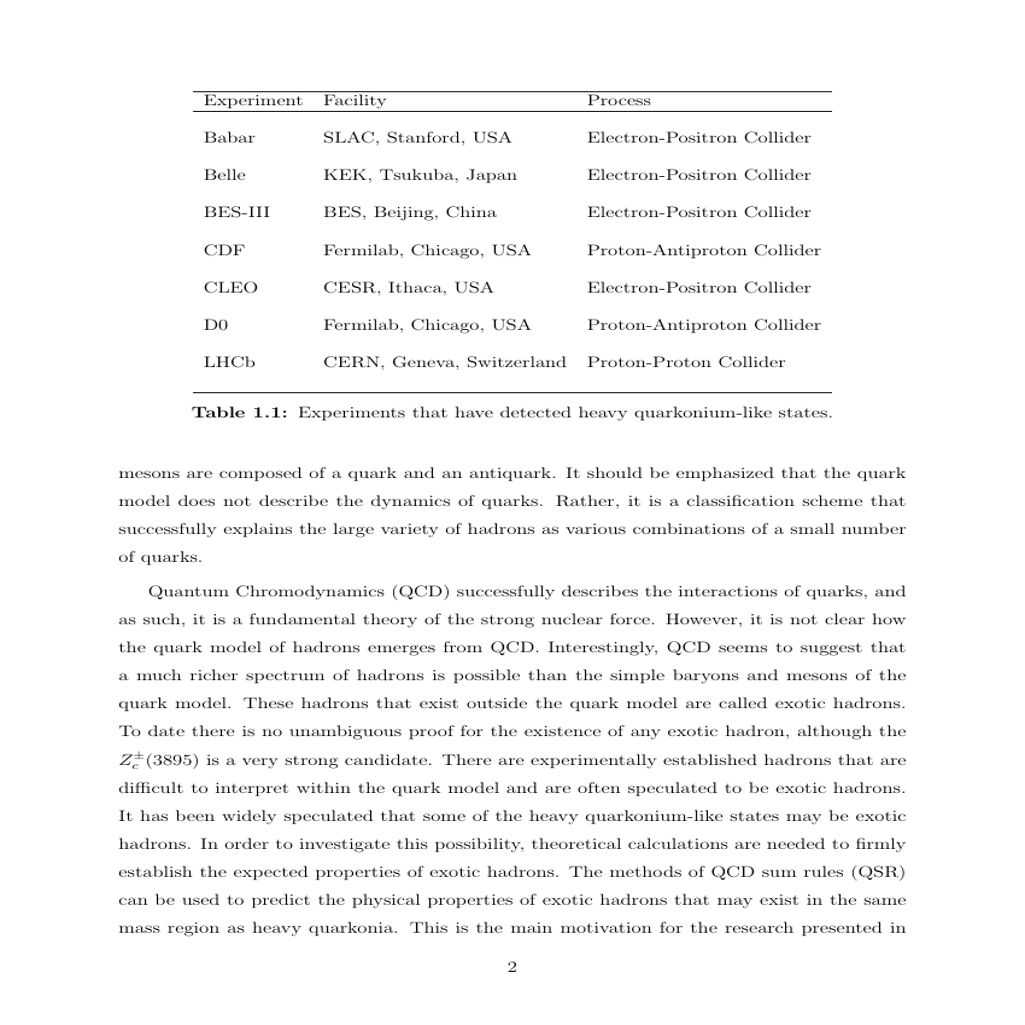 Experiment Facility Process
Babar SLAC, Stanford, USA Electron-Positron Collider
Belle KEK, Tsukuba, Japan Electron-Positron Collider
BES-III BES, Beijing, China Electron-Positron Collider
CDF Fermilab, Chicago, USA Proton-Antiproton Collider
CLEO CESR, Ithaca, USA Electron-Positron Collider
D0 Fermilab, Chicago, USA Proton-Antiproton Collider
LHCb CERN, Geneva, Switzerland Proton-Proton Collider
Table 1.1: Experiments that have detected heavy quarkonium-like states.
mesons are composed of a quark and an antiquark. It should be emphasized that the quark
model does not describe the dynamics of quarks. Rather, it is a classification scheme that
successfully explains the large variety of hadrons as various combinations of a small number
of quarks.
Quantum Chromodynamics (QCD) successfully describes the interactions of quarks, and
as such, it is a fundamental theory of the strong nuclear force. However, it is not clear how
the quark model of hadrons emerges from QCD. Interestingly, QCD seems to suggest that
a much richer spectrum of hadrons is possible than the simple baryons and mesons of the
quark model. These hadrons that exist outside the quark model are called exotic hadrons.
To date there is no unambiguous proof for the existence of any exotic hadron, although the
$Z_c^{\pm}(3895)$ is a very strong candidate. There are experimentally established hadrons that are
difficult to interpret within the quark model and are often speculated to be exotic hadrons.
It has been widely speculated that some of the heavy quarkonium-like states may be exotic
hadrons. In order to investigate this possibility, theoretical calculations are needed to firmly
establish the expected properties of exotic hadrons. The methods of QCD sum rules (QSR)
can be used to predict the physical properties of exotic hadrons that may exist in the same
mass region as heavy quarkonia. This is the main motivation for the research presented in
2